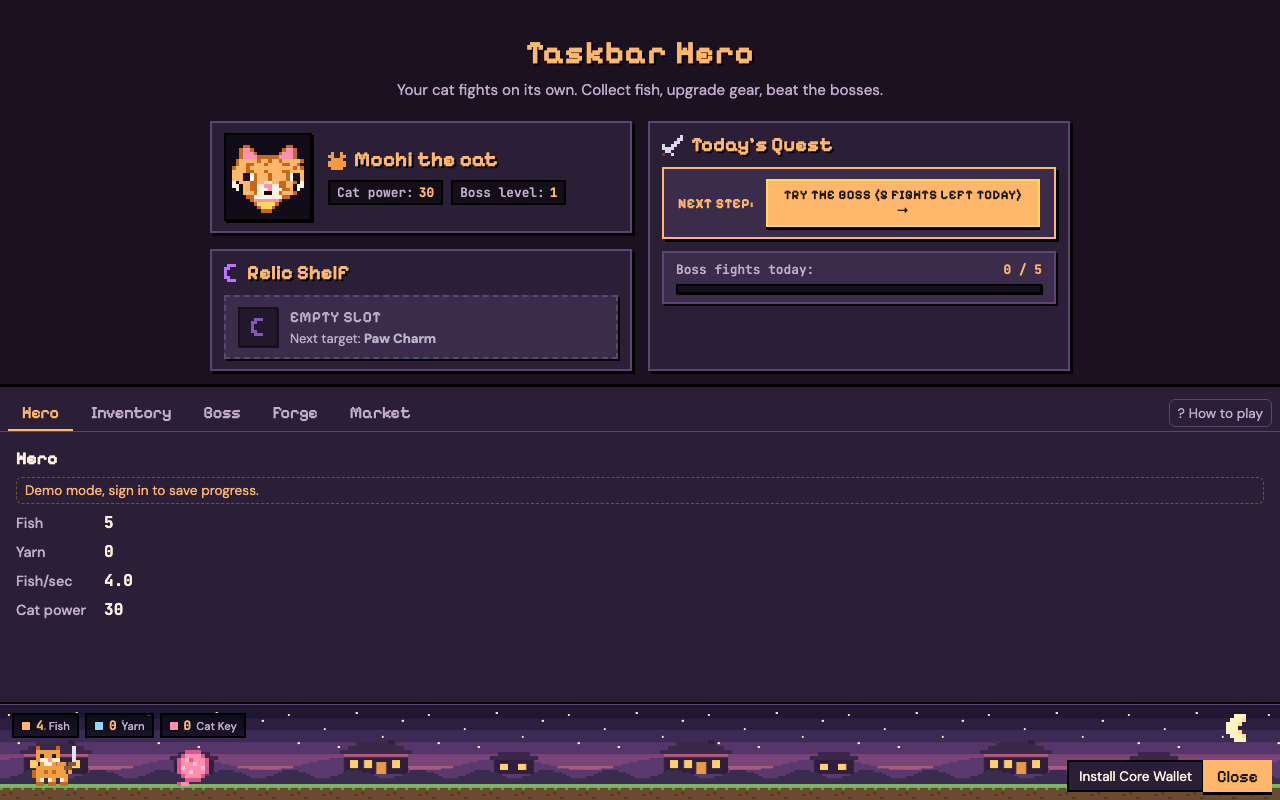 Taskbar Hero
Your cat fights on its own. Collect fish, upgrade gear, beat the bosses.
Mochi the cat
Cat power: 30
Boss level: 1
Relic Shelf
EMPTY SLOT
Next target: Paw Charm
Today's Quest
NEXT STEP:
TRY THE BOSS (5 FIGHTS LEFT TODAY)
→
Boss fights today: 0 / 5
Hero
Inventory
Boss
Forge
Market
? How to play
Hero
Demo mode, sign in to save progress.
Fish 5
Yarn 0
Fish/sec 4.0
Cat power 30
4 Fish
0 Yarn
0 Cat Key
Install Core Wallet
Close